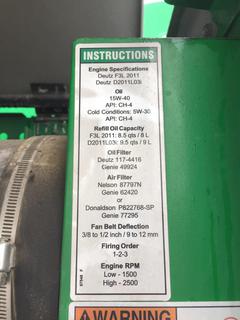 INSTRUCTIONS
Engine Specifications
Deutz F3L 2011
Deutz D2011L03i
Oil
15W-40
API: CH-4
Cold Conditions: 5W-30
API: CH-4
Refill Oil Capacity
F3L 2011: 8.5 qts / 8 L
D2011L03i: 9.5 qts / 9 L
Oil Filter
Deutz 117-4416
Genie 49924
Air Filter
Nelson 87797N
Genie 62420
or
Donaldson P822768-SP
Genie 77295
Fan Belt Deflection
3/8 to 1/2 inch / 9 to 12 mm
Firing Order
1-2-3
Engine RPM
Low - 1500
High - 2500
AWARNING